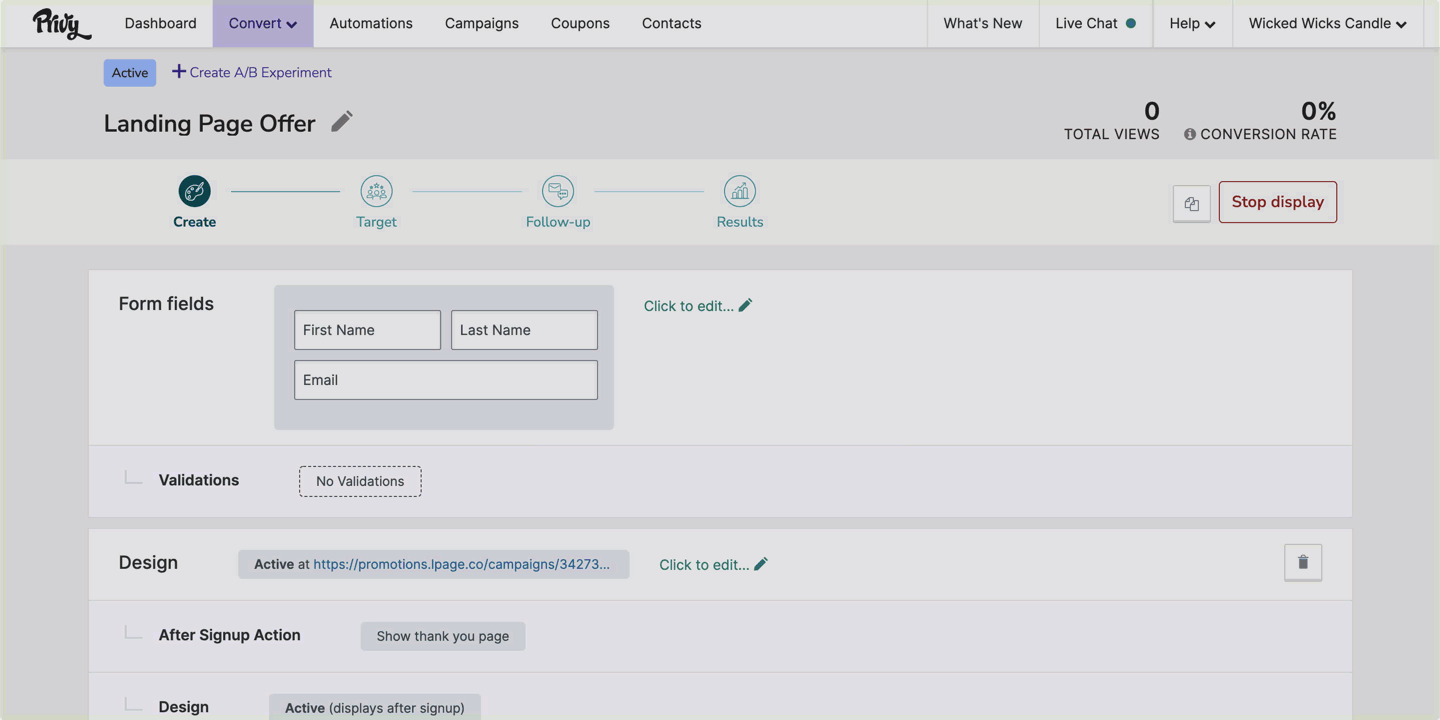 Privy Dashboard Convert Automations Campaigns Coupons Contacts What's New Live Chat Help Wicked Wicks Candle
Active + Create A/B Experiment
Landing Page Offer
0 0%
TOTAL VIEWS CONVERSION RATE
Create Target Follow-up Results
Stop display
Form fields
First Name Last Name
Click to edit...
Email
Validations No Validations
Design Active at https://promotions.lpage.co/campaigns/34273... Click to edit...
After Signup Action Show thank you page
Design Active (displays after signup)